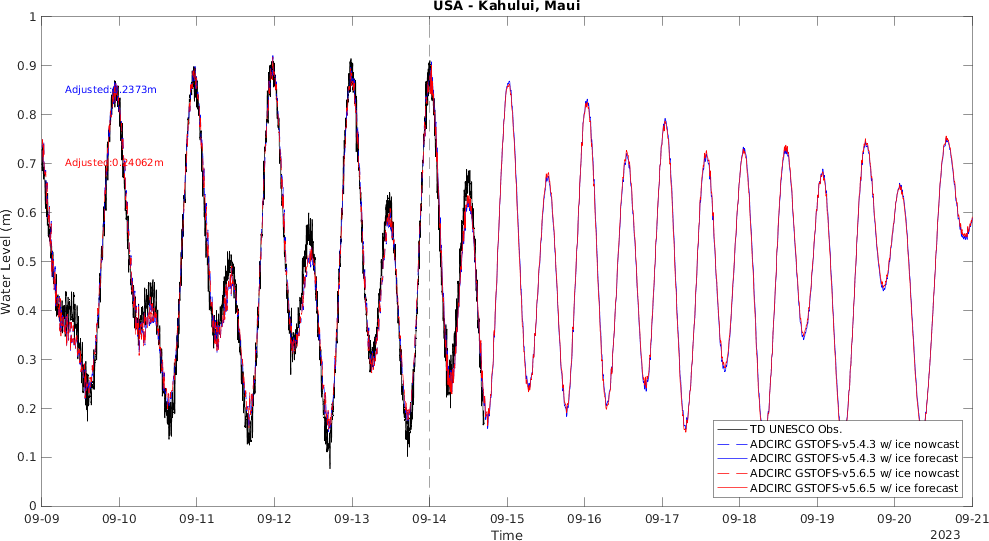 USA - Kahului, Maui
1
0.9
0.8
0.7
0.6
0.5
0.4
0.3
0.2
0.1
0
Water Level (m)
Adjusted:0.2373m
Adjusted:0.24062m
TD UNESCO Obs.
ADCIRC GSTOFS-v5.4.3 w/ ice nowcast
ADCIRC GSTOFS-v5.4.3 w/ ice forecast
ADCIRC GSTOFS-v5.6.5 w/ ice nowcast
ADCIRC GSTOFS-v5.6.5 w/ ice forecast
09-09 09-10 09-11 09-12 09-13 09-14 09-15 09-16 09-17 09-18 09-19 09-20 09-21
Time
2023